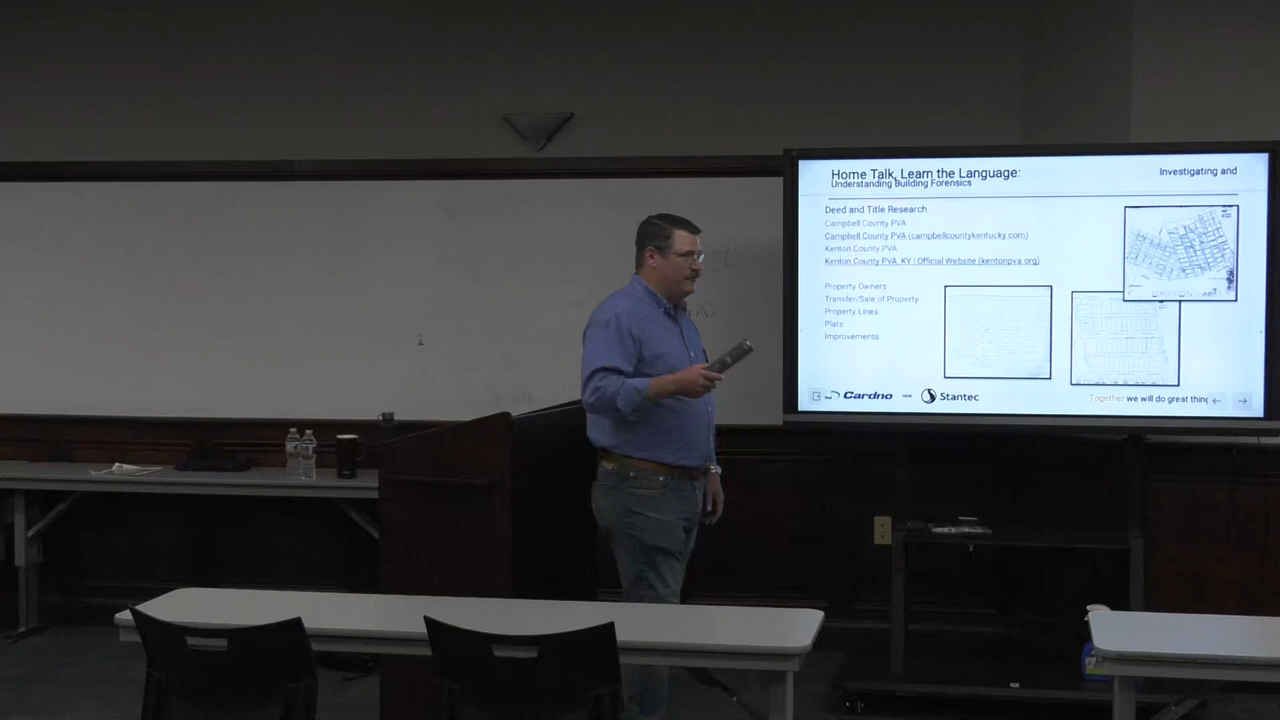 Home Talk, Learn the Language:
Understanding Building Forensics
Investigating and
Deed and Title Research
Campbell County PVA
Campbell County PVA (campbellcountykentucky.com)
Kenton County PVA
Kenton County PVA, KY | Official Website (kentonpva.org)
Property Owners
Transfer/Sale of Property
Property Lines
Plats
Improvements
DAYTON
Cardno now Stantec
Together we will do great thing